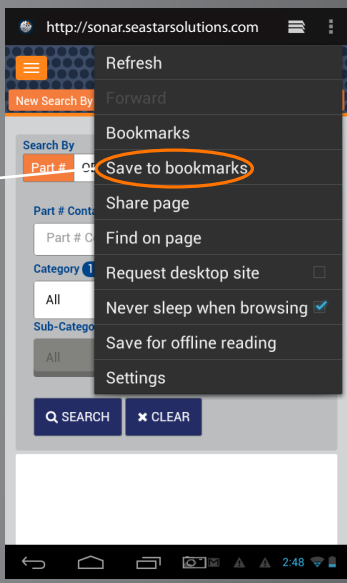 http://sonar.seastarsolutions.com
Refresh
New Search By
Forward
Bookmarks
Search By
Part #
Save to bookmarks
Share page
Part # Conta
Part # C
Find on page
Category 1
Request desktop site
All
Never sleep when browsing
Sub-Catego
Save for offline reading
All
Settings
SEARCH
CLEAR
2:48